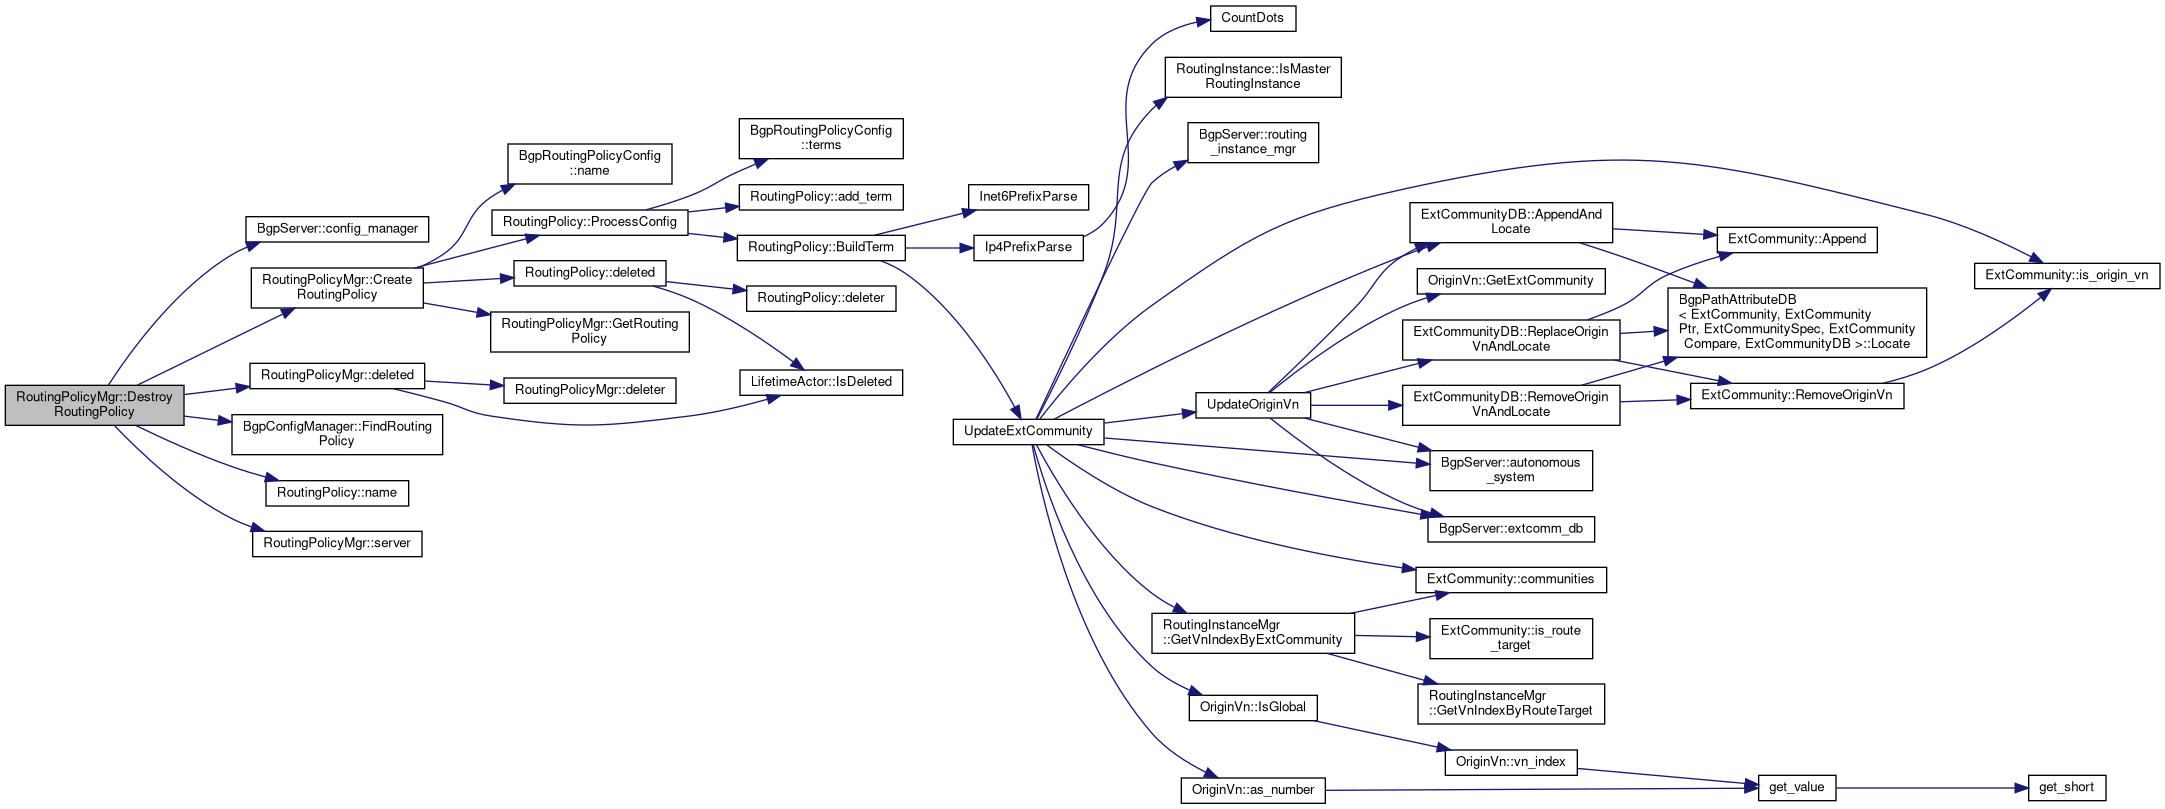 RoutingPolicyMgr::Destroy
RoutingPolicy
BgpServer::config_manager
RoutingPolicyMgr::Create
RoutingPolicy
RoutingPolicyMgr::deleted
BgpConfigManager::FindRouting
Policy
RoutingPolicy::name
RoutingPolicyMgr::server
BgpRoutingPolicyConfig
::name
RoutingPolicy::ProcessConfig
RoutingPolicy::deleted
RoutingPolicyMgr::GetRouting
Policy
RoutingPolicyMgr::deleter
BgpRoutingPolicyConfig
::terms
RoutingPolicy::add_term
RoutingPolicy::BuildTerm
RoutingPolicy::deleter
LifetimeActor::IsDeleted
Inet6PrefixParse
Ip4PrefixParse
UpdateExtCommunity
CountDots
RoutingInstance::IsMaster
RoutingInstance
BgpServer::routing
_instance_mgr
UpdateOriginVn
RoutingInstanceMgr
::GetVnIndexByExtCommunity
OriginVn::IsGlobal
OriginVn::as_number
ExtCommunityDB::AppendAnd
Locate
OriginVn::GetExtCommunity
ExtCommunityDB::ReplaceOrigin
VnAndLocate
ExtCommunityDB::RemoveOrigin
VnAndLocate
BgpServer::autonomous
_system
BgpServer::extcomm_db
ExtCommunity::communities
ExtCommunity::is_route
_target
RoutingInstanceMgr
::GetVnIndexByRouteTarget
OriginVn::vn_index
ExtCommunity::Append
BgpPathAttributeDB
< ExtCommunity, ExtCommunity
Ptr, ExtCommunitySpec, ExtCommunity
Compare, ExtCommunityDB >::Locate
ExtCommunity::RemoveOriginVn
get_value
ExtCommunity::is_origin_vn
get_short